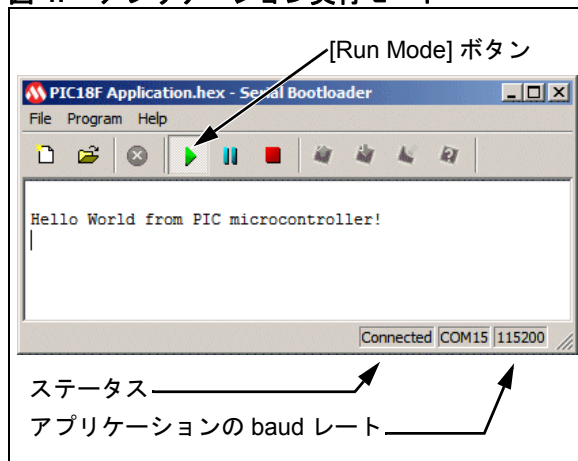 [Run Mode] ボタン
PIC18F Application.hex - Serial Bootloader
File Program Help
Hello World from PIC microcontroller!
Connected COM15 115200
ステータス
アプリケーションの baud レート